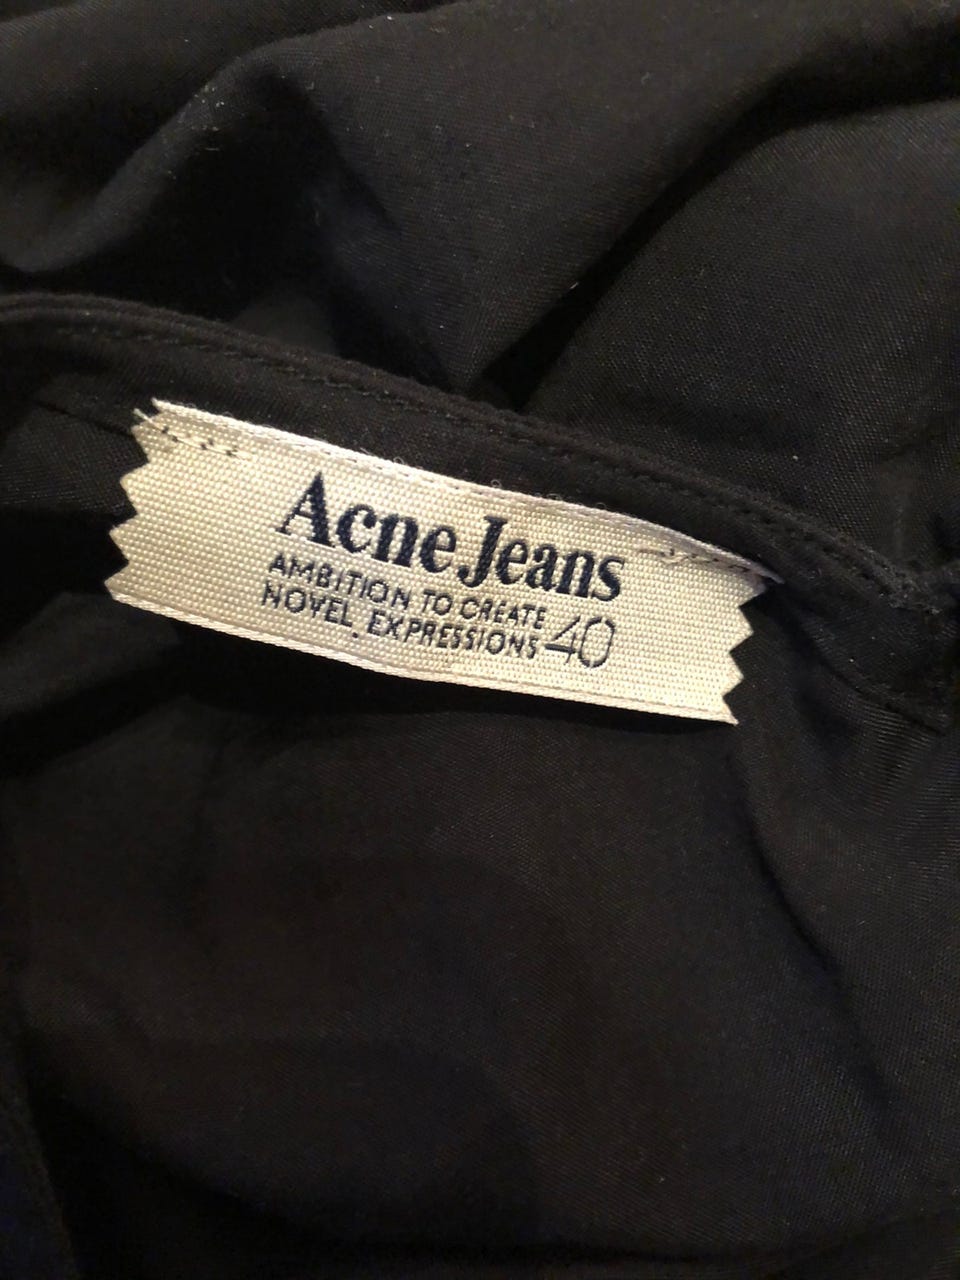 Acne Jeans
AMBITION TO CREATE
NOVEL EXPRESSIONS 40